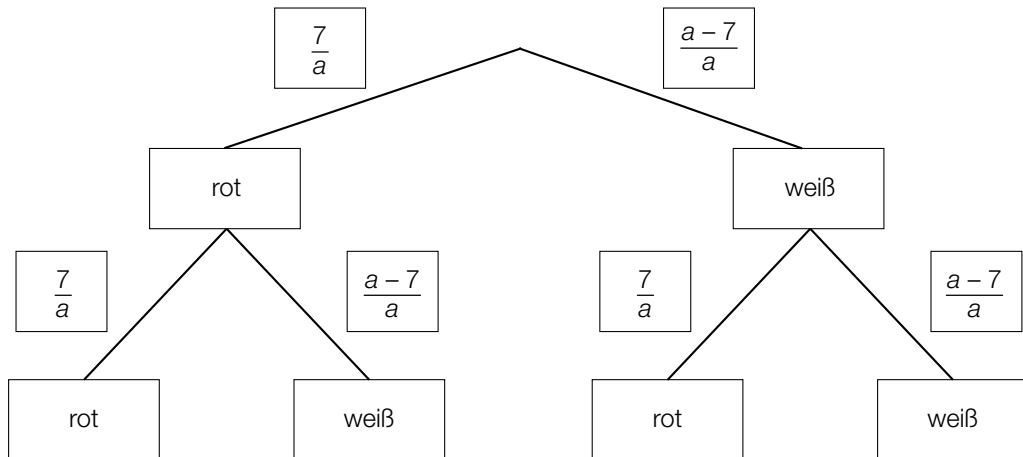 7/a a – 7/a
rot weiß
7/a a – 7/a 7/a a – 7/a
rot weiß rot weiß